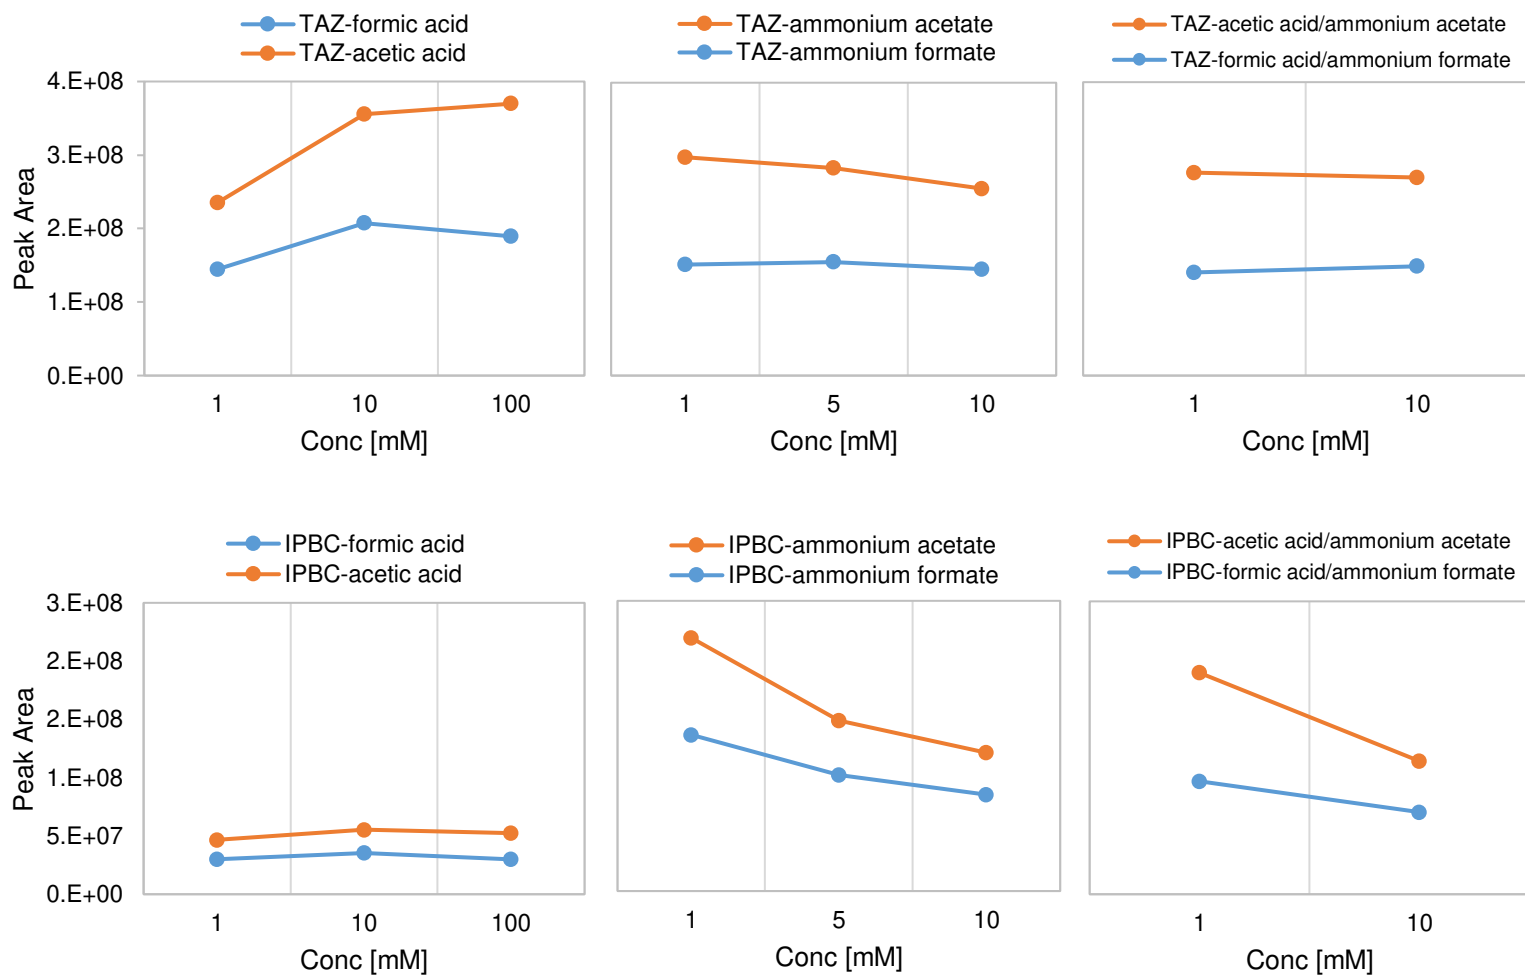 TAZ-formic acid
TAZ-acetic acid
TAZ-ammonium acetate
TAZ-ammonium formate
TAZ-acetic acid/ammonium acetate
TAZ-formic acid/ammonium formate
Peak Area
4.E+08
3.E+08
2.E+08
1.E+08
0.E+00
1 10 100
Conc [mM]
1 5 10
Conc [mM]
1 10
Conc [mM]
IPBC-formic acid
IPBC-acetic acid
IPBC-ammonium acetate
IPBC-ammonium formate
IPBC-acetic acid/ammonium acetate
IPBC-formic acid/ammonium formate
Peak Area
3.E+08
2.E+08
2.E+08
1.E+08
5.E+07
0.E+00
1 10 100
Conc [mM]
1 5 10
Conc [mM]
1 10
Conc [mM]